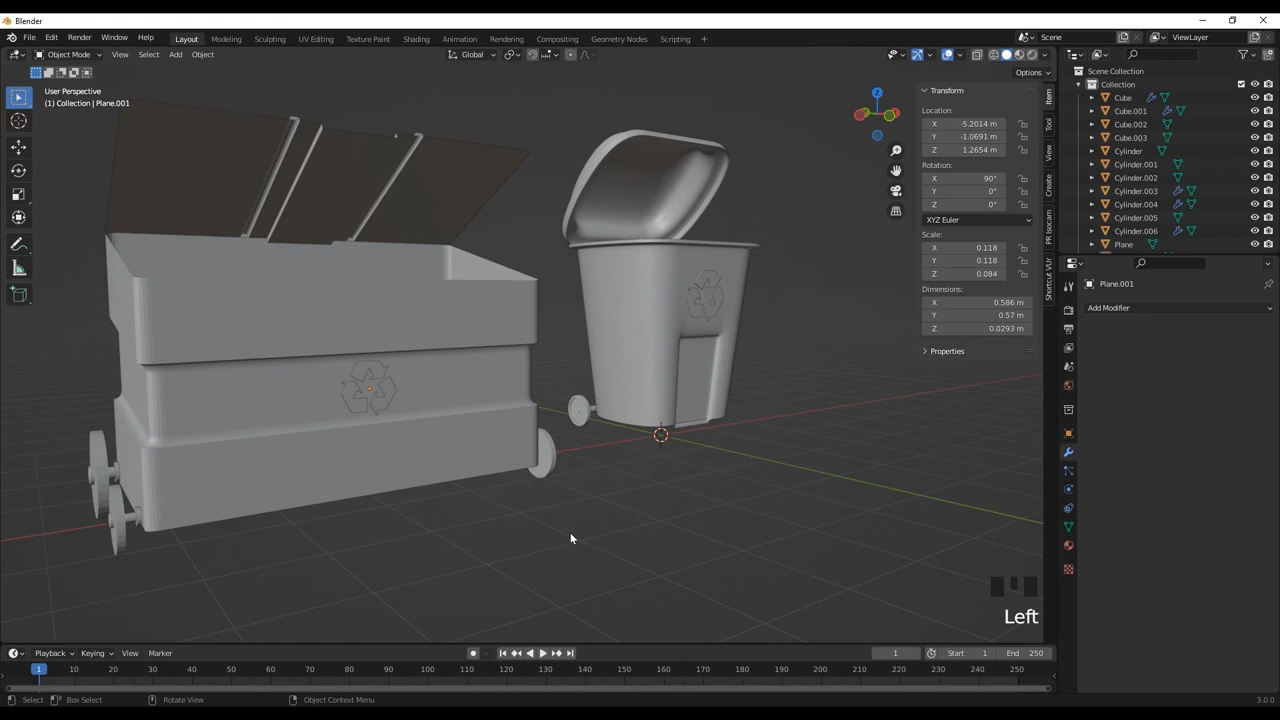 Blender
File Edit Render Window Help Layout Modeling Sculpting UV Editing Texture Paint Shading Animation Rendering Compositing Geometry Nodes Scripting + Scene ViewLayer
Object Mode View Select Add Object Global
Options
User Perspective
(1) Collection | Plane.001
Z
Transform
Location:
X -5.2014 m
Y -1.0691 m
Z 1.2654 m
Rotation:
X 90°
Y 0°
Z 0°
XYZ Euler
Scale:
X 0.118
Y 0.118
Z 0.084
Dimensions:
X 0.586 m
Y 0.57 m
Z 0.0293 m
Properties
Item
Tool
View
Create
PR Isocam
Shortcut VUr
Scene Collection
Collection
Cube
Cube.001
Cube.002
Cube.003
Cylinder
Cylinder.001
Cylinder.002
Cylinder.003
Cylinder.004
Cylinder.005
Cylinder.006
Plane
Plane.001
Add Modifier
Left
Playback Keying View Marker 1 Start 1 End 250
1 10 20 30 40 50 60 70 80 90 100 110 120 130 140 150 160 170 180 190 200 210 220 230 240 250
Select Box Select Rotate View Object Context Menu 3.0.0